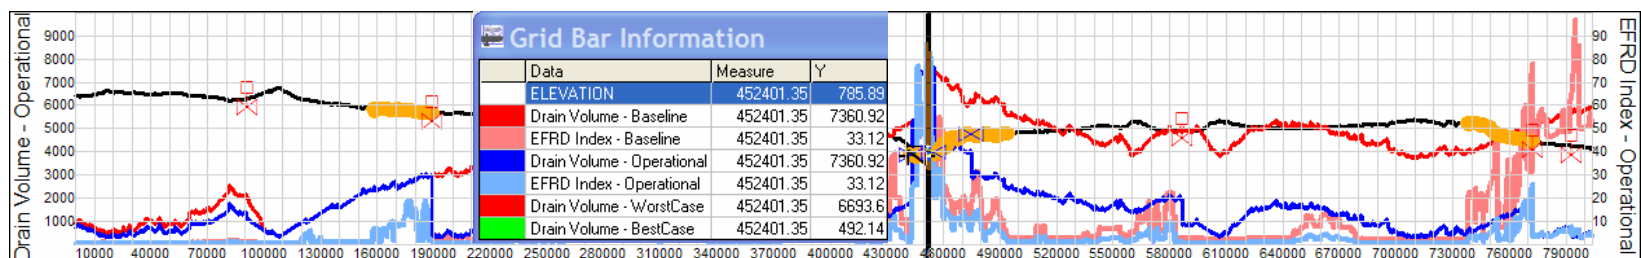 Drain Volume - Operational
9000
8000
7000
6000
5000
4000
3000
2000
1000
Grid Bar Information
Data Measure Y
ELEVATION 452401.35 785.89
Drain Volume - Baseline 452401.35 7360.92
EFRD Index - Baseline 452401.35 33.12
Drain Volume - Operational 452401.35 7360.92
EFRD Index - Operational 452401.35 33.12
Drain Volume - WorstCase 452401.35 6693.6
Drain Volume - BestCase 452401.35 492.14
90
80
70
60
50
40
30
20
10
EFRD Index - Operational
10000 40000 70000 100000 130000 160000 190000 220000 250000 280000 310000 340000 370000 400000 430000 460000 490000 520000 550000 580000 610000 640000 670000 700000 730000 760000 790000